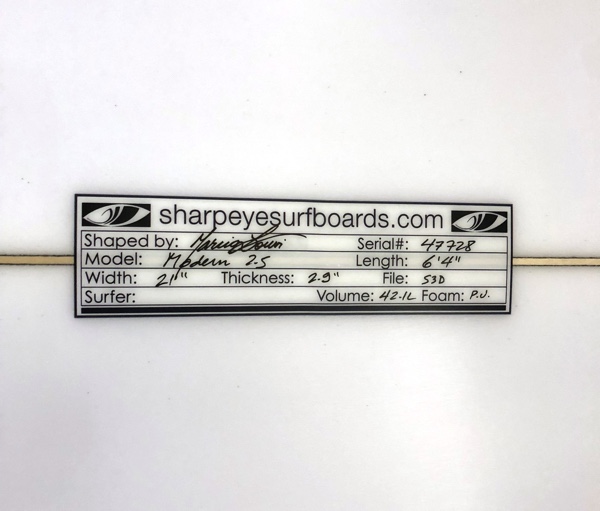 sharpeyesurfboards.com
Shaped by: Serial#: 47728
Model: Modern 2.5 Length: 6'4"
Width: 21" Thickness: 2.9" File: S3D
Surfer: Volume: 42.1L Foam: P.U.